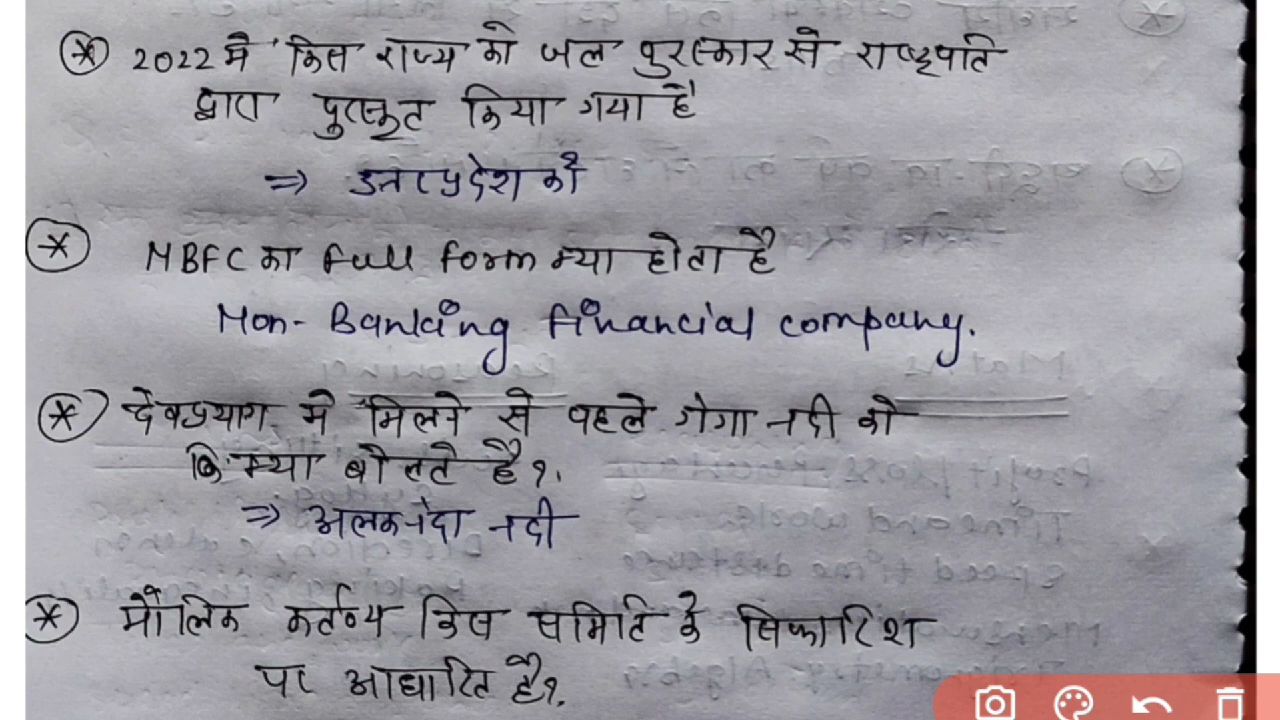 2022 मे किस राज्य को जल पुरस्कार से राष्ट्रपति
द्वारा पुरस्कृत किया गया है
⇒ उत्तरप्रदेश को
NBFC का full form क्या होता है
Non-Banking financial company.
देवप्रयाग मे मिलने से पहले गंगा नदी को
क्या बोलते है?
⇒ अलकनंदा नदी
मौलिक कर्तव्य किस समिति के सिफारिश
पर आधारित है?